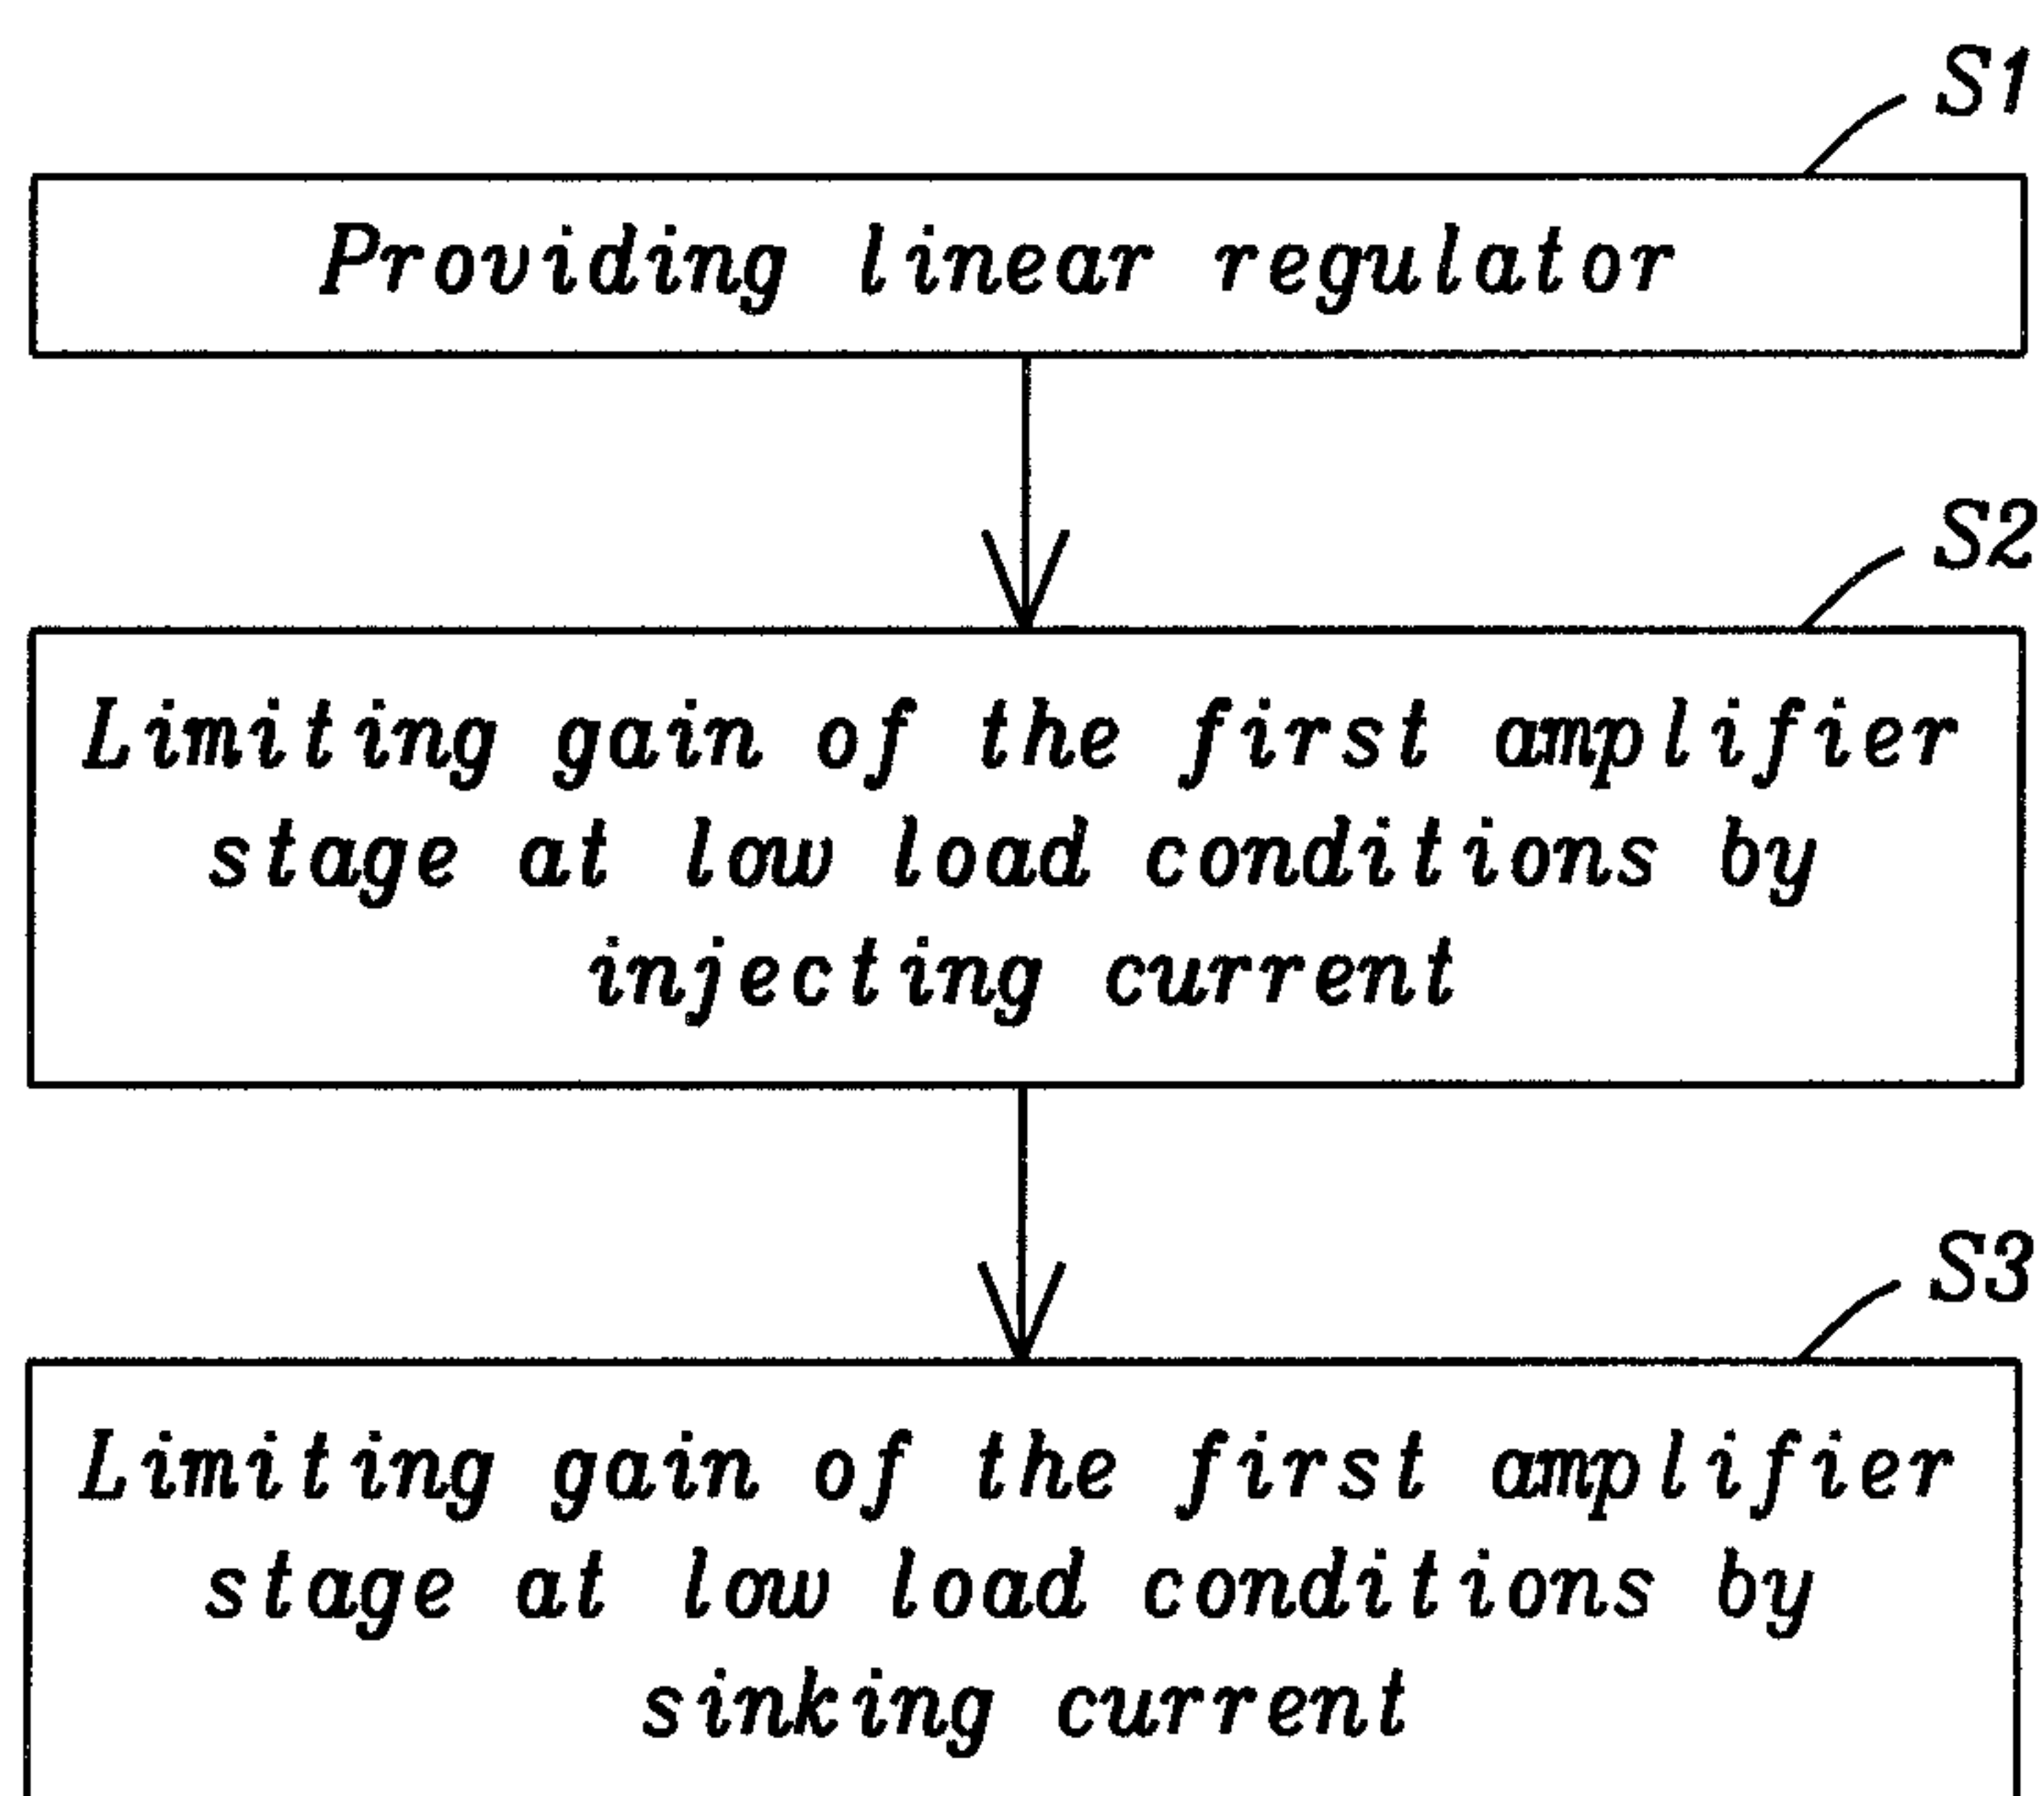 S1
Providing linear regulator
S2
Limiting gain of the first amplifier
stage at low load conditions by
injecting current
S3
Limiting gain of the first amplifier
stage at low load conditions by
sinking current